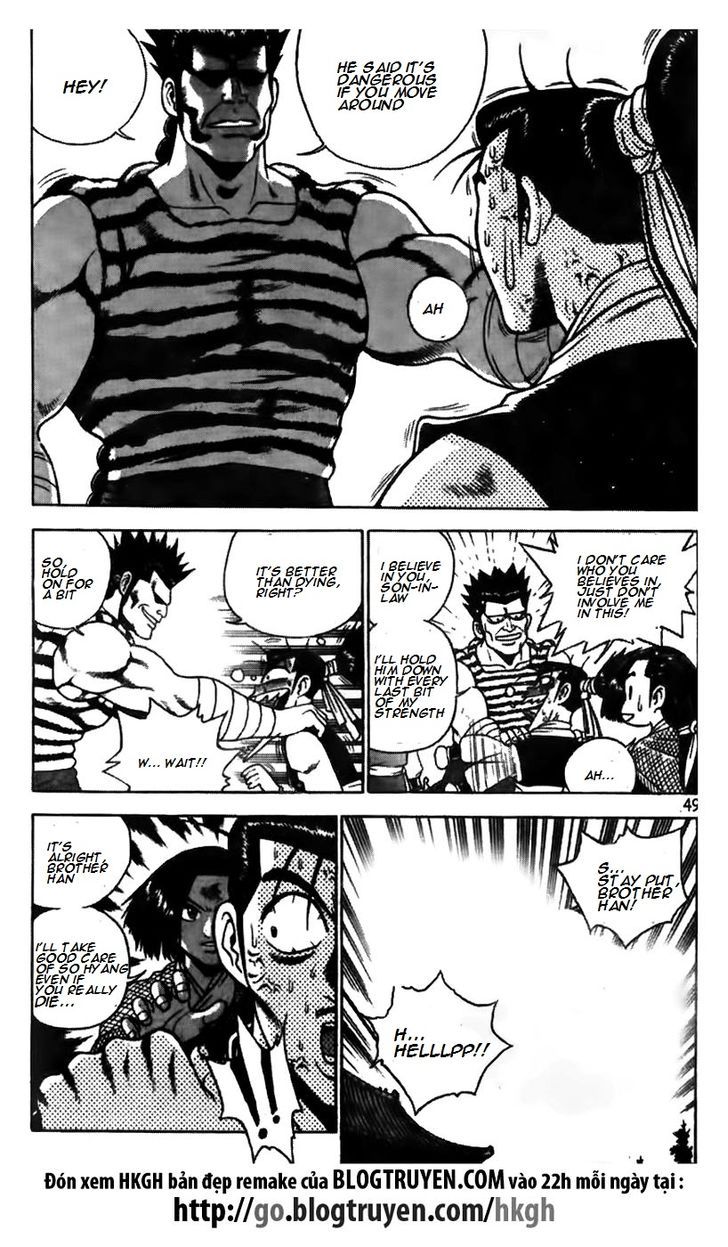 HEY!
HE SAID IT'S
DANGEROUS
IF YOU MOVE
AROUND
AH
SO,
HOLD
ON FOR
A BIT
IT'S BETTER
THAN DYING,
RIGHT?
W... WAIT!!
I BELIEVE
IN YOU,
SON-IN-
LAW
I'LL HOLD
HIM DOWN
WITH EVERY
LAST BIT
OF MY
STRENGTH
I DON'T CARE
WHO YOU
BELIEVES IN,
JUST DON'T
INVOLVE ME
IN THIS!
AH...
49
IT'S
ALRIGHT,
BROTHER
HAN
I'LL TAKE
GOOD CARE
OF SO HYANG
EVEN IF
YOU REALLY
DIE...
!!
S...
STAY PUT,
BROTHER
HAN!
H...
HELLLPP!!
Đón xem HKGH bản đẹp remake của BLOGTRUYEN.COM vào 22h mỗi ngày tại :
http://go.blogtruyen.com/hkgh